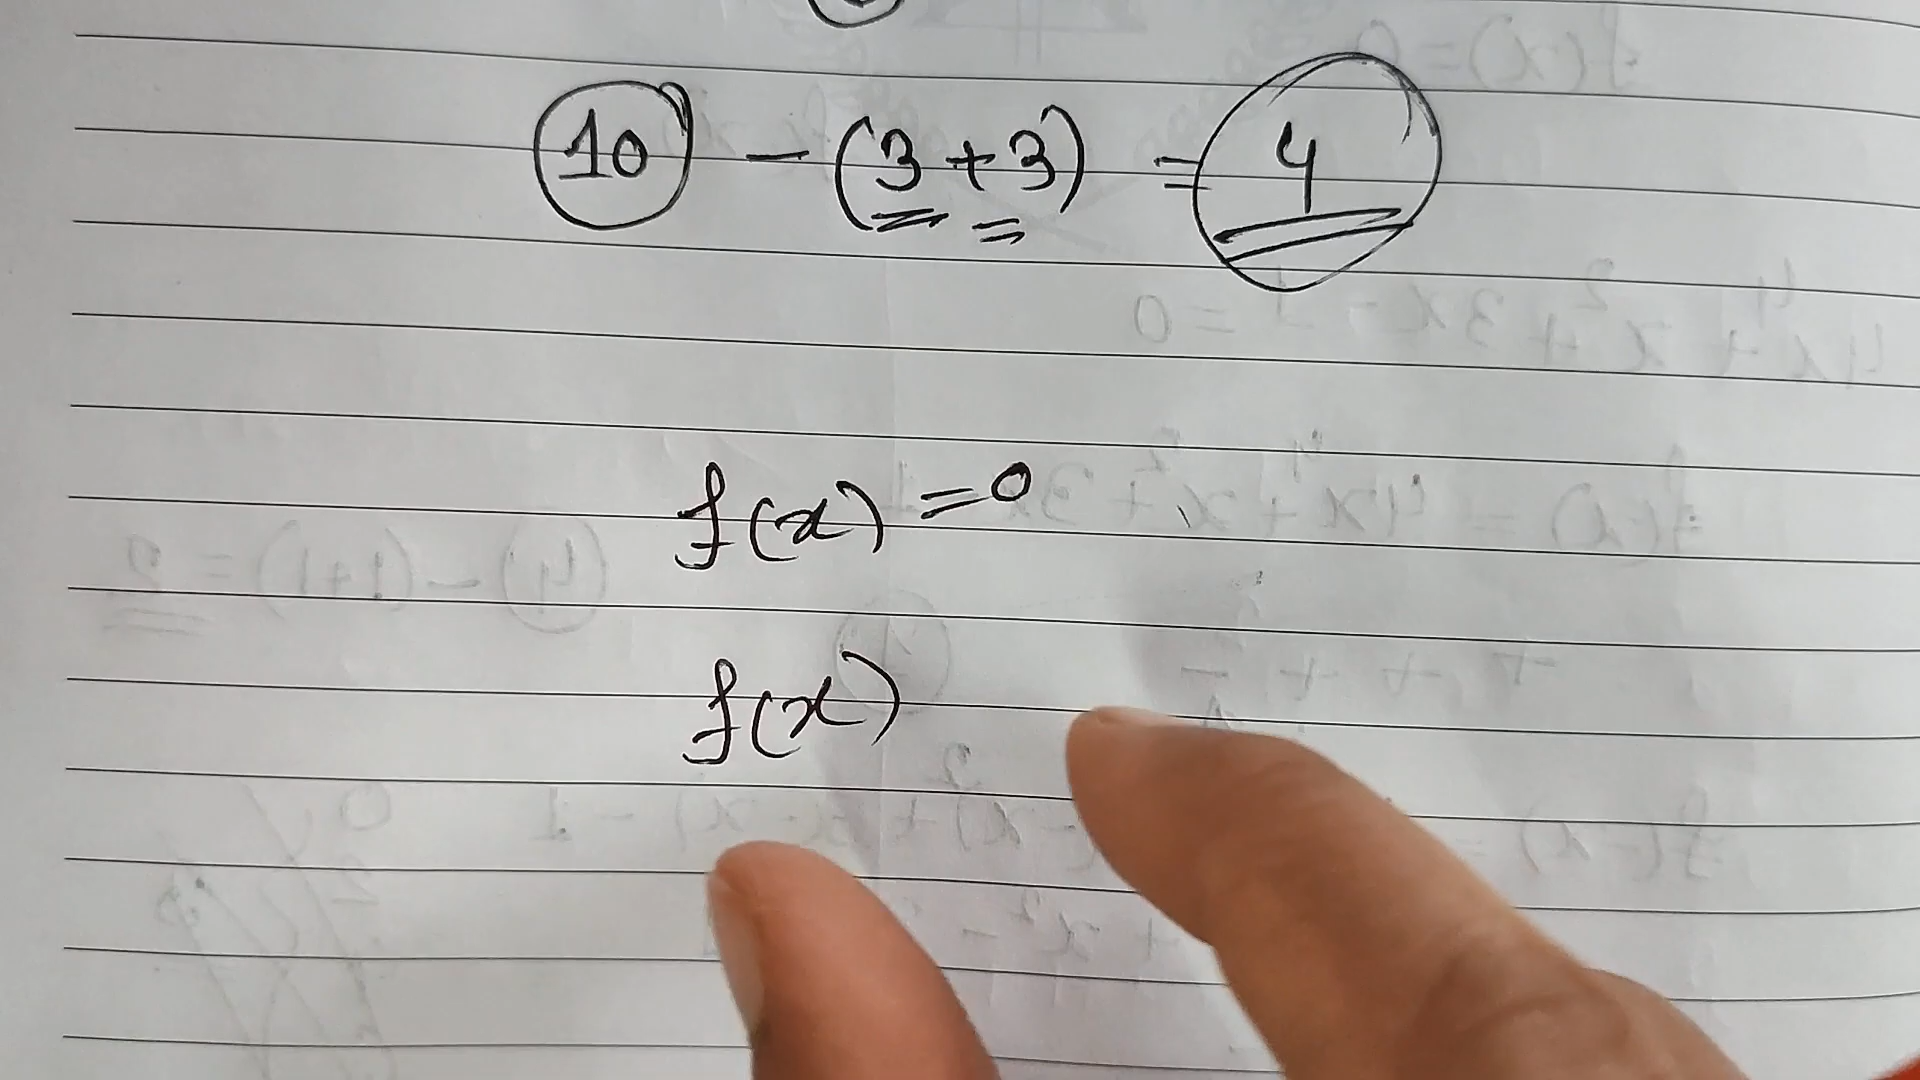 10 - (3 + 3) = 4
f(x) = 0
f(x)